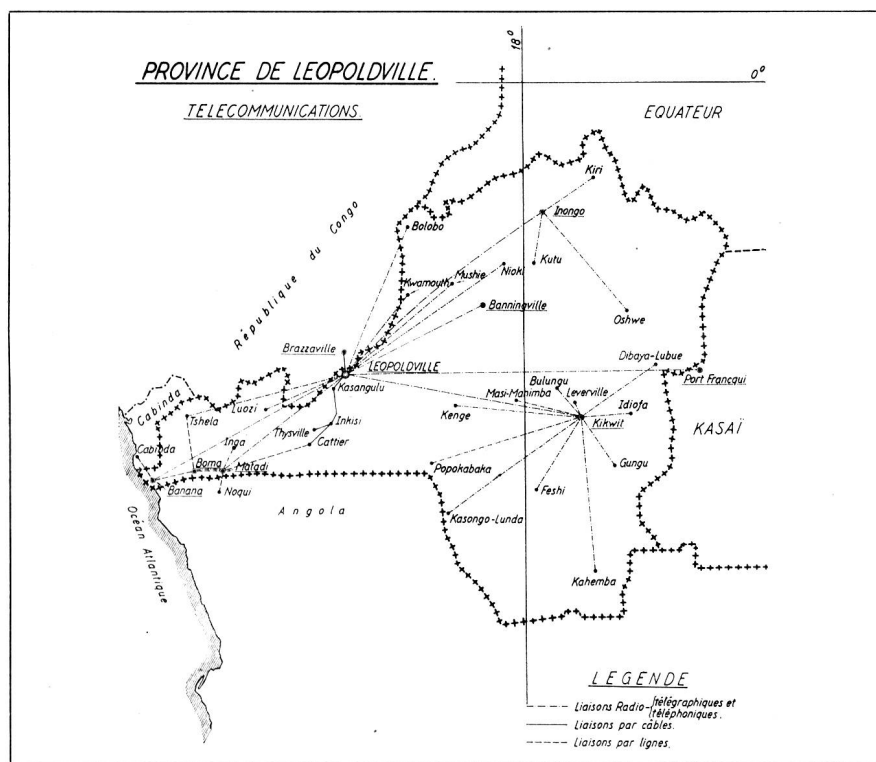 18°
PROVINCE DE LEOPOLDVILLE.
0°
TELECOMMUNICATIONS.
EQUATEUR
République du Congo
Kiri
Inongo
Bolobo
Mushie
Nioki
Kutu
Kwamouth
Banningville
Oshwe
Brazzaville
LEOPOLDVILLE
Dibaya-Lubue
Port Francqui
Kasangulu
Bulungu
Leverville
Masi-Manimba
Cabinda
Luozi
Tshela
Kenge
Idiofa
Kikwit
KASAÏ
Thysville
Inkisi
Cattier
Inga
Cabinda
Boma
Matadi
Popokabaka
Gungu
Banana
Noqui
Feshi
Angola
Kasongo-Lunda
Océan Atlantique
Kahemba
LEGENDE
Liaisons Radio-télégraphiques et
téléphoniques.
Liaisons par câbles.
Liaisons par lignes.